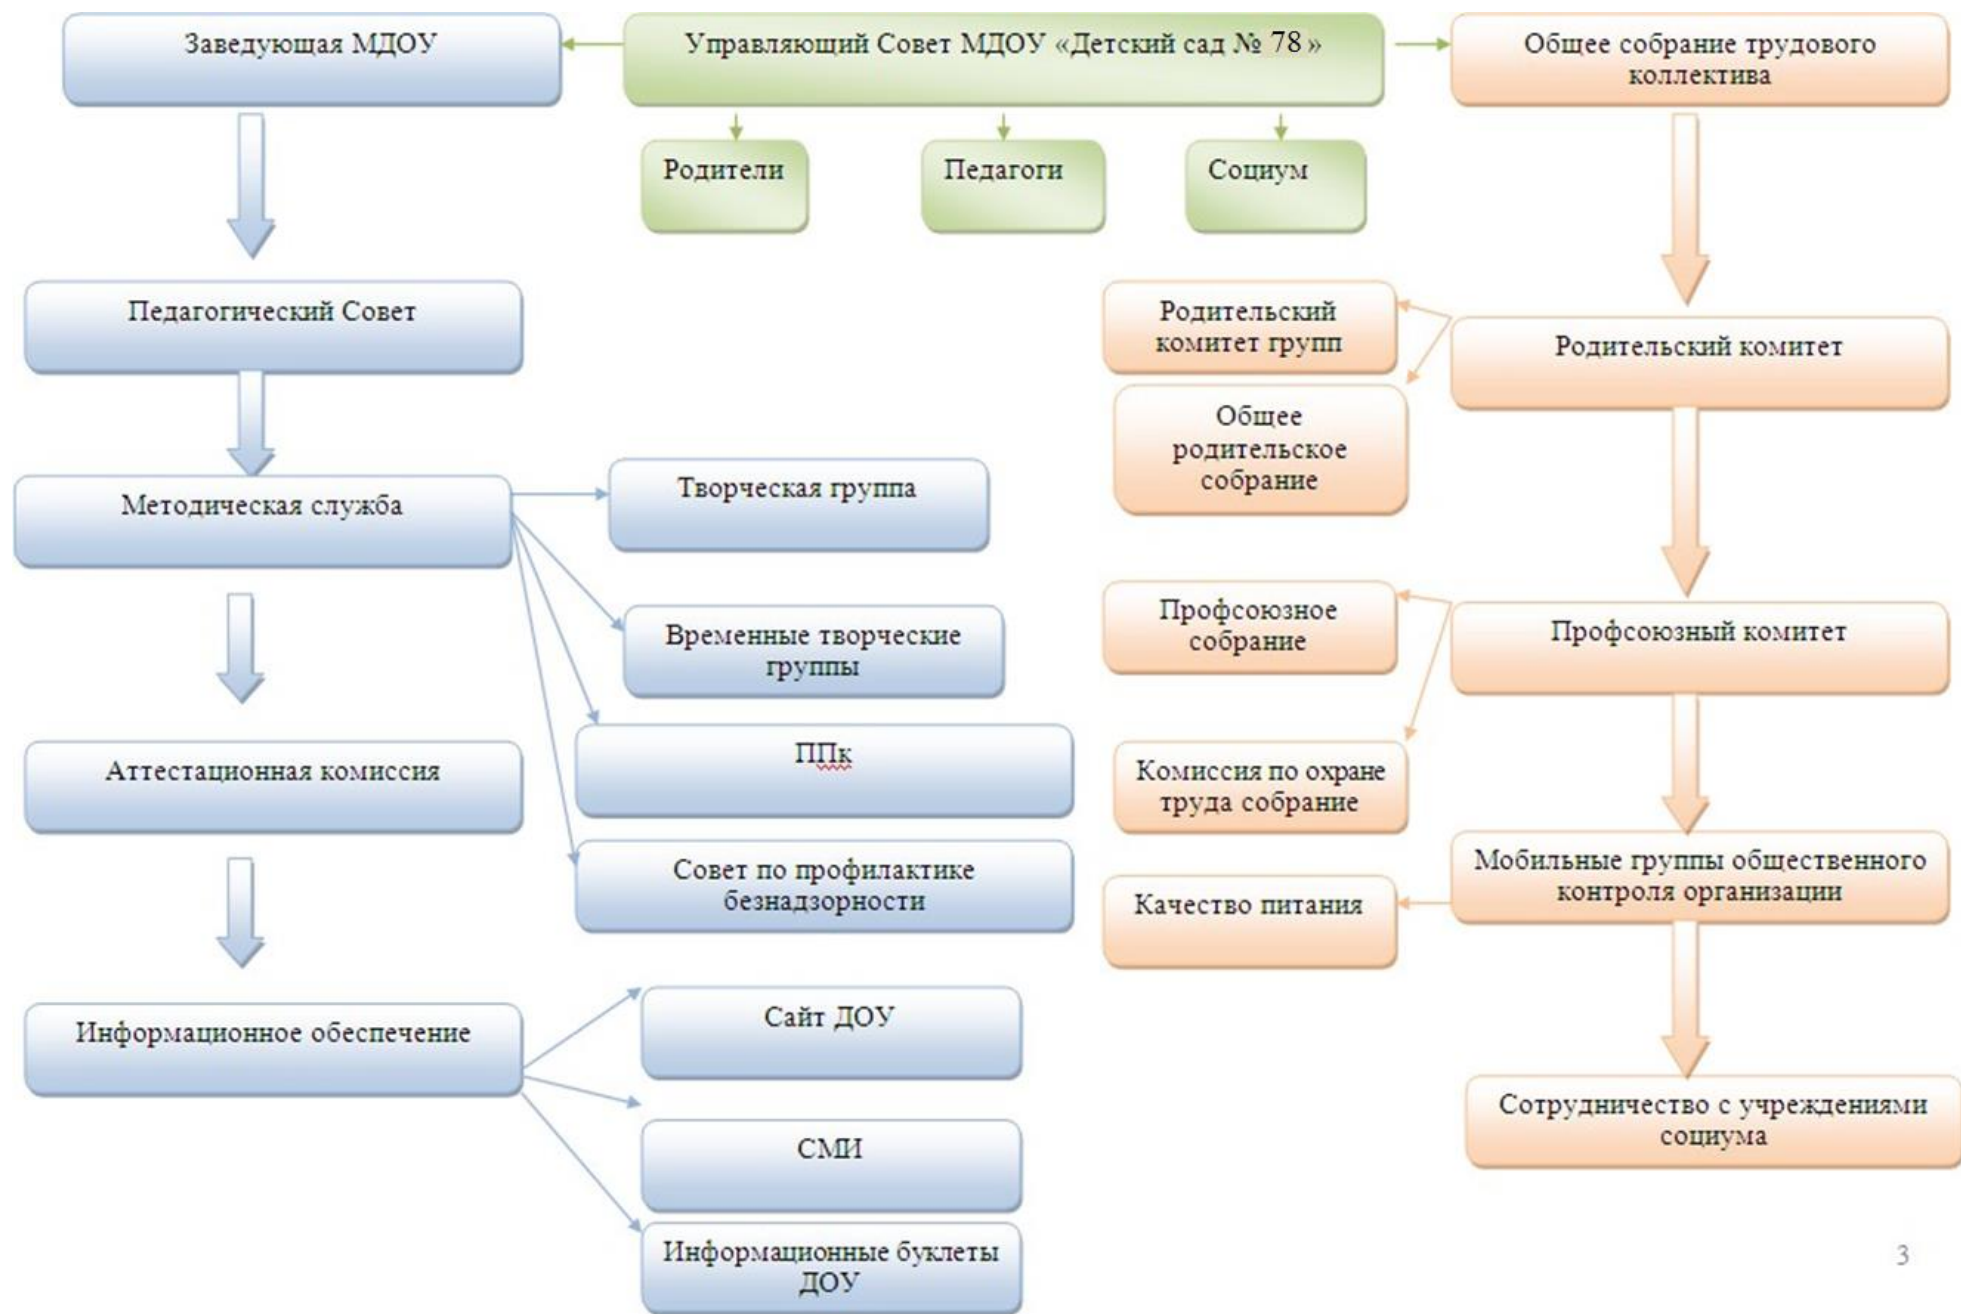 Заведующая МДОУ
Управляющий Совет МДОУ «Детский сад № 78»
Общее собрание трудового
коллектива
Родители
Педагоги
Социум
Педагогический Совет
Родительский
комитет групп
Родительский комитет
Общее
родительское
собрание
Методическая служба
Творческая группа
Временные творческие
группы
Профсоюзное
собрание
Профсоюзный комитет
ППк
Аттестационная комиссия
Комиссия по охране
труда собрание
Совет по профилактике
безнадзорности
Мобильные группы общественного
контроля организации
Качество питания
Информационное обеспечение
Сайт ДОУ
СМИ
Сотрудничество с учреждениями
социума
Информационные буклеты
ДОУ
3